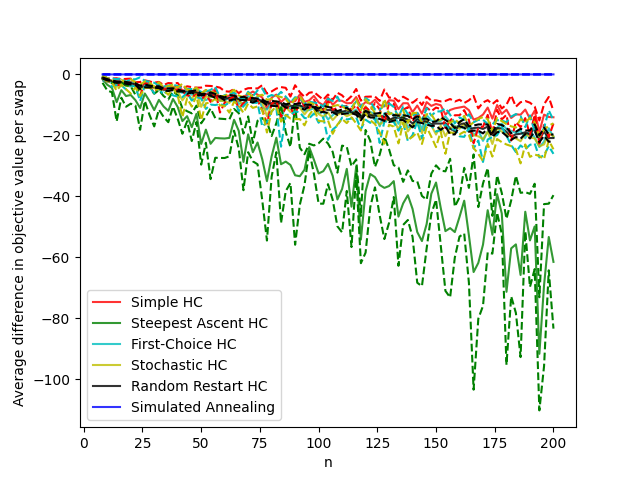 Average difference in objective value per swap
0
−20
−40
−60
−80
−100
Simple HC
Steepest Ascent HC
First-Choice HC
Stochastic HC
Random Restart HC
Simulated Annealing
0 25 50 75 100 125 150 175 200
n